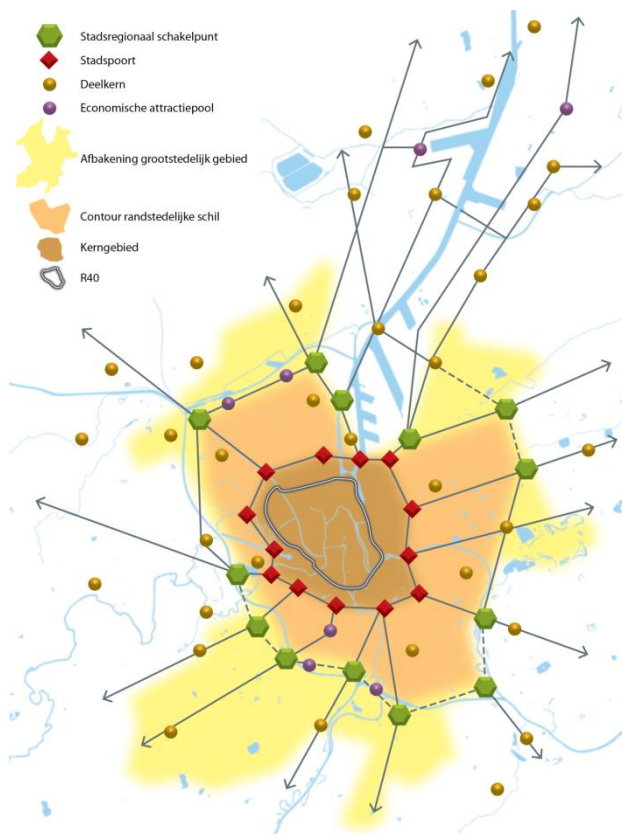 Stadsregionaal schakelpunt
Stadspoort
Deelkern
Economische attractiepool
Afbakening grootstedelijk gebied
Contour randstedelijke schil
Kerngebied
R40